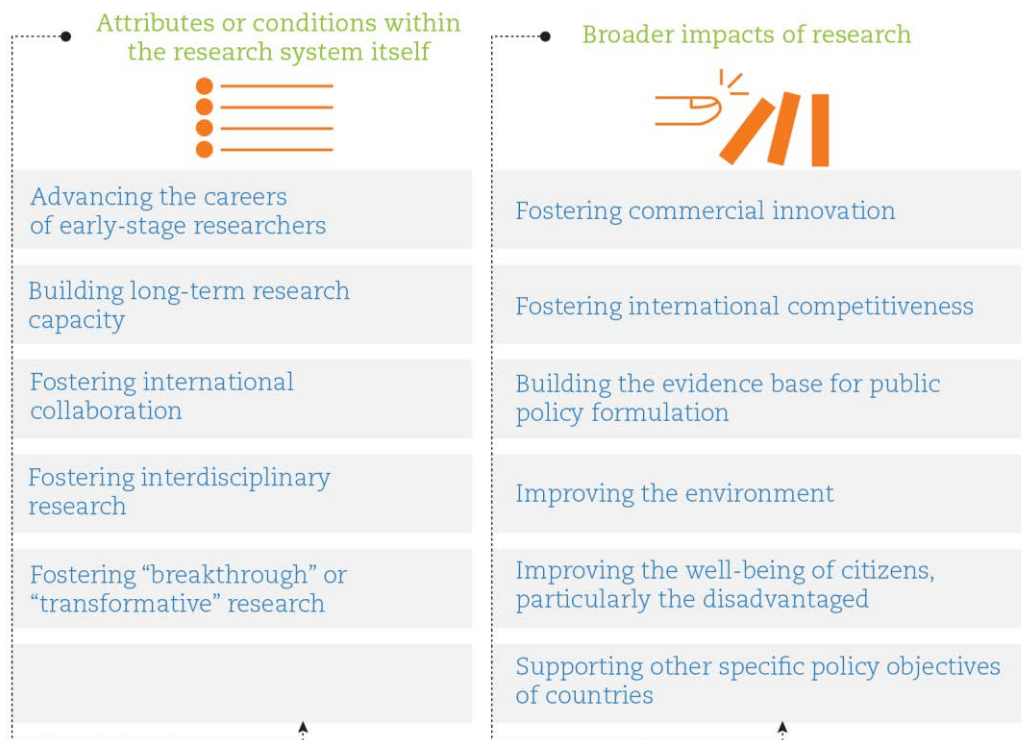 Attributes or conditions within
the research system itself
Advancing the careers
of early-stage researchers
Building long-term research
capacity
Fostering international
collaboration
Fostering interdisciplinary
research
Fostering “breakthrough” or
“transformative” research
Broader impacts of research
Fostering commercial innovation
Fostering international competitiveness
Building the evidence base for public
policy formulation
Improving the environment
Improving the well-being of citizens,
particularly the disadvantaged
Supporting other specific policy objectives
of countries